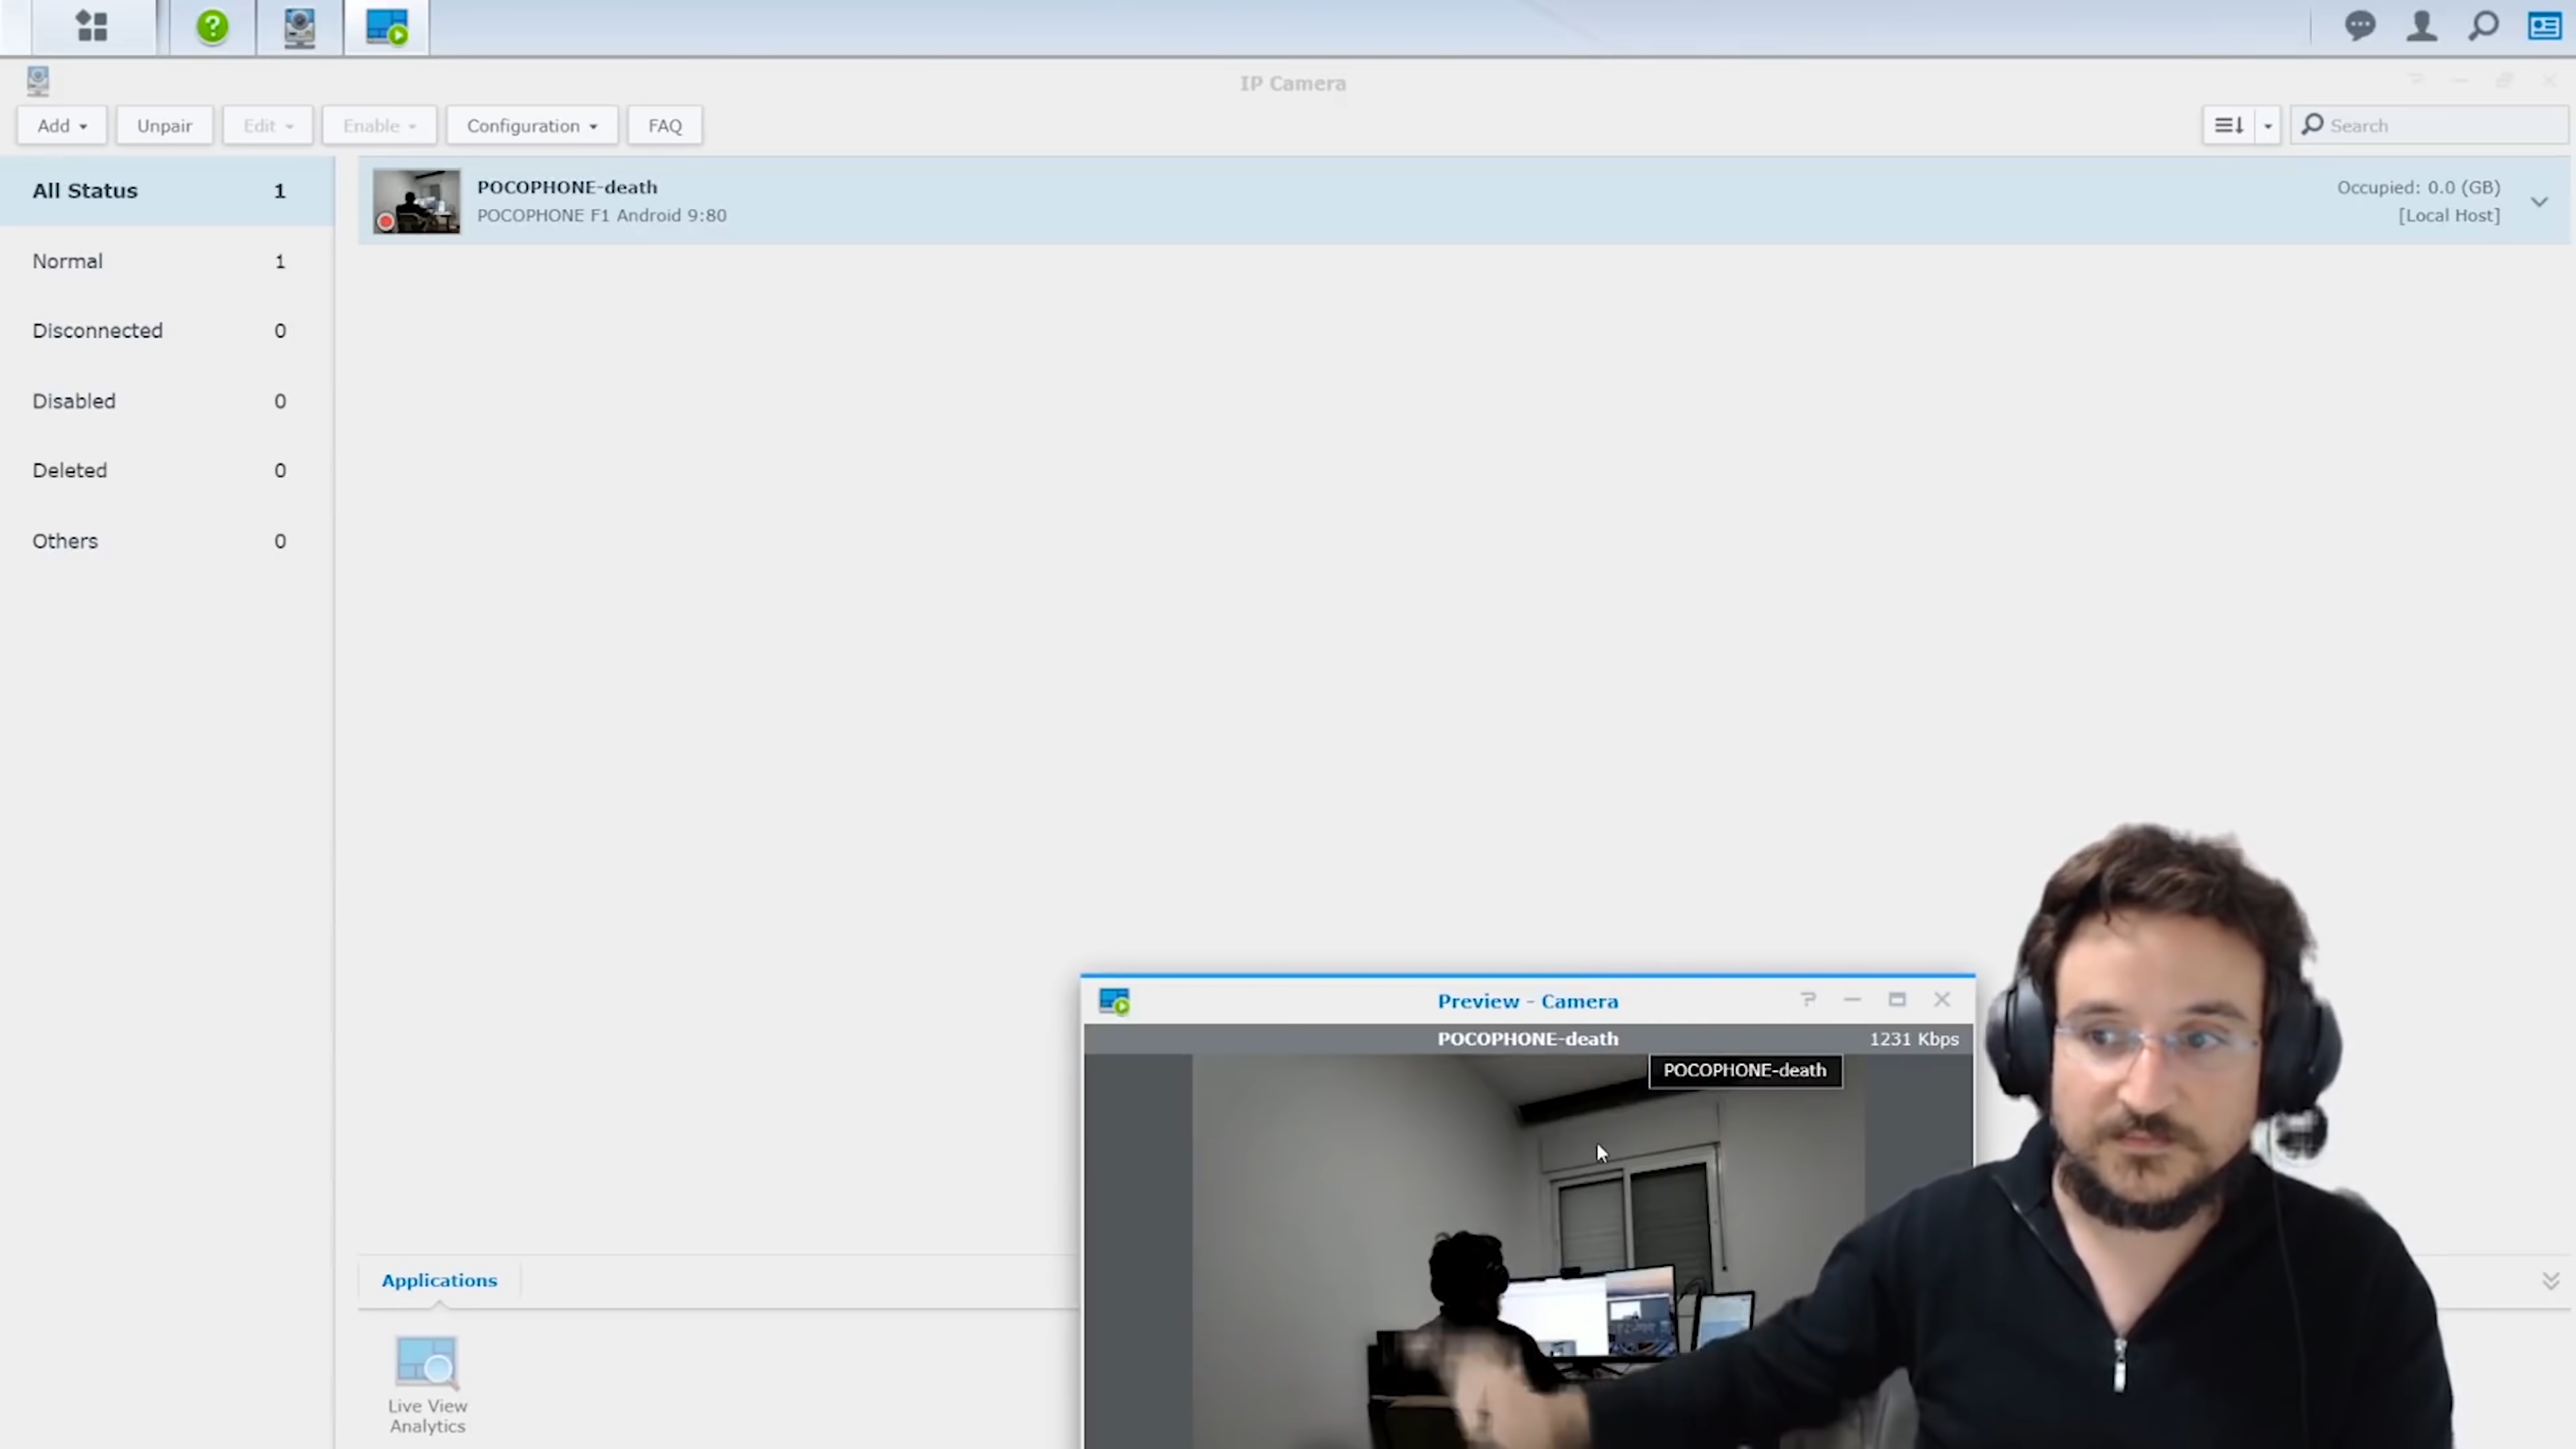 IP Camera
Add
Unpair
Edit
Enable
Configuration
FAQ
Search
All Status 1
Normal 1
Disconnected 0
Disabled 0
Deleted 0
Others 0
POCOPHONE-death
POCOPHONE F1 Android 9:80
Occupied: 0.0 (GB)
[Local Host]
Preview - Camera
POCOPHONE-death
1231 Kbps
POCOPHONE-death
Applications
Live View
Analytics